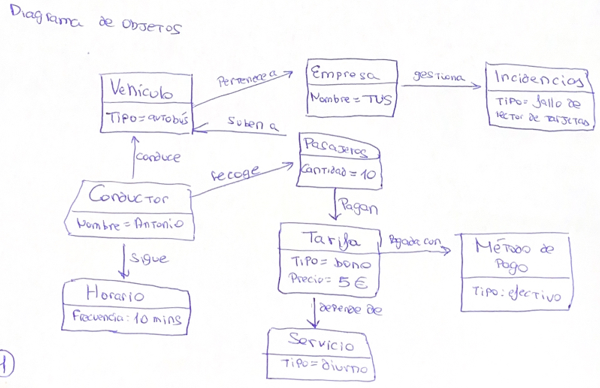 Diagrama de objetos
Vehículo
Tipo = autobús
Pertenece a
Empresa
Nombre = TUS
gestiona
Incidencias
Tipo = fallo de
lector de tarjetas
Suben a
Pasajeros
Cantidad = 10
conduce
recoge
Conductor
Nombre = Antonio
Pagan
Sigue
Horario
Frecuencia: 10 mins
Tarifa
Tipo = bono
Precio = 5 €
Pagada con
Método de
Pago
Tipo: efectivo
depende de
Servicio
Tipo = Diurno
1